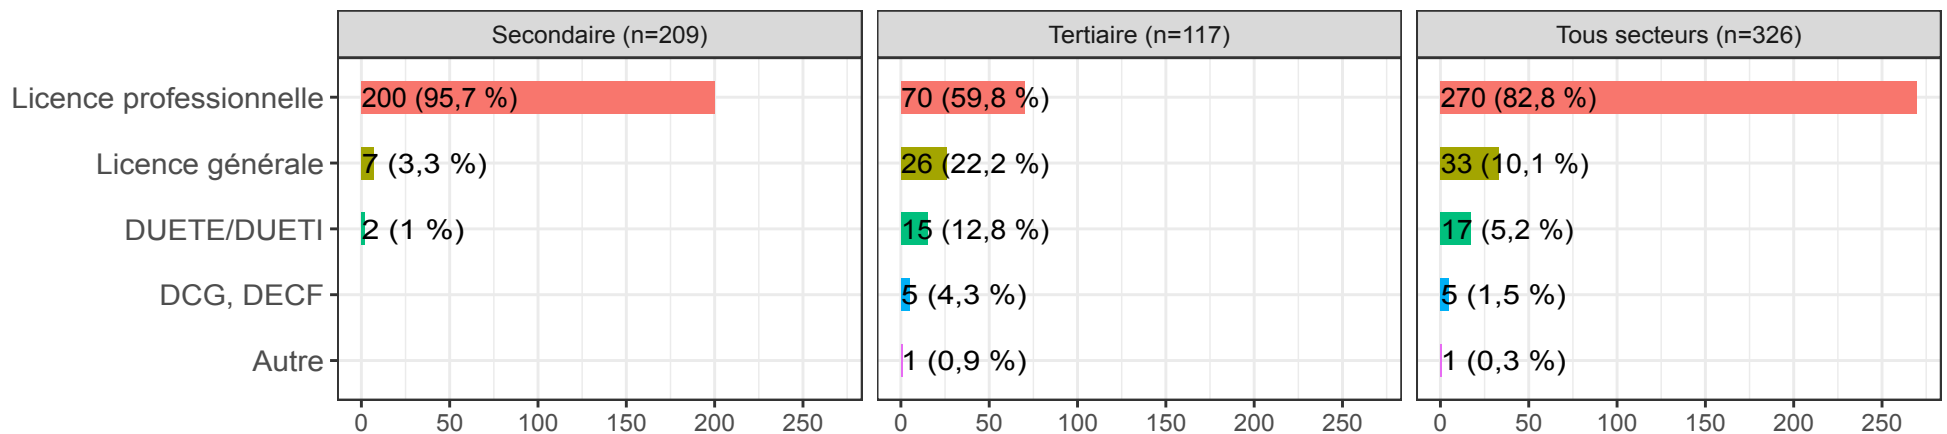 Secondaire (n=209)
Tertiaire (n=117)
Tous secteurs (n=326)
Licence professionnelle
200 (95,7 %)
70 (59,8 %)
270 (82,8 %)
Licence générale
7 (3,3 %)
26 (22,2 %)
33 (10,1 %)
DUETE/DUETI
2 (1 %)
15 (12,8 %)
17 (5,2 %)
DCG, DECF
5 (4,3 %)
5 (1,5 %)
Autre
1 (0,9 %)
1 (0,3 %)
0 50 100 150 200 250
0 50 100 150 200 250
0 50 100 150 200 250